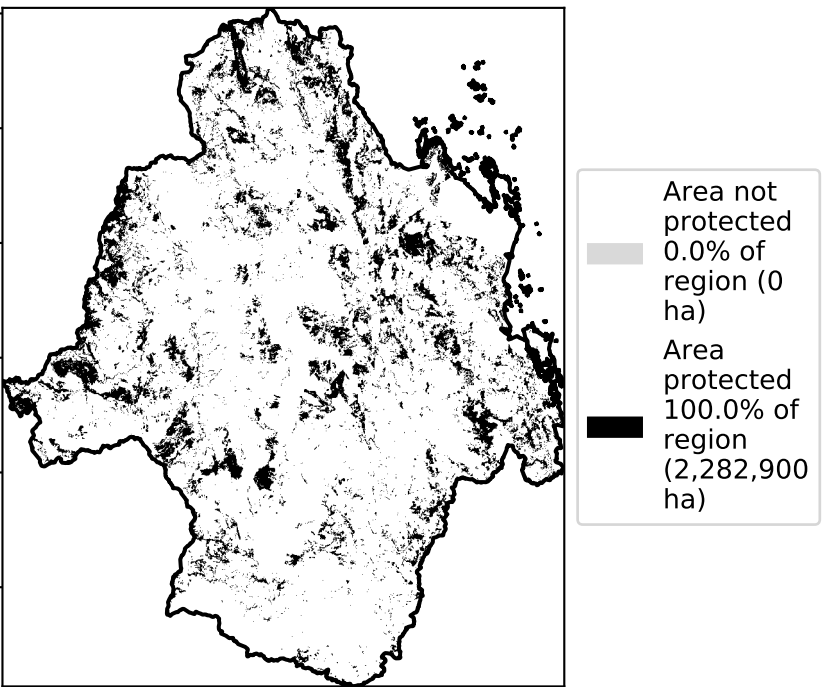 Area not
protected
0.0% of
region (0
ha)
Area
protected
100.0% of
region
(2,282,900
ha)